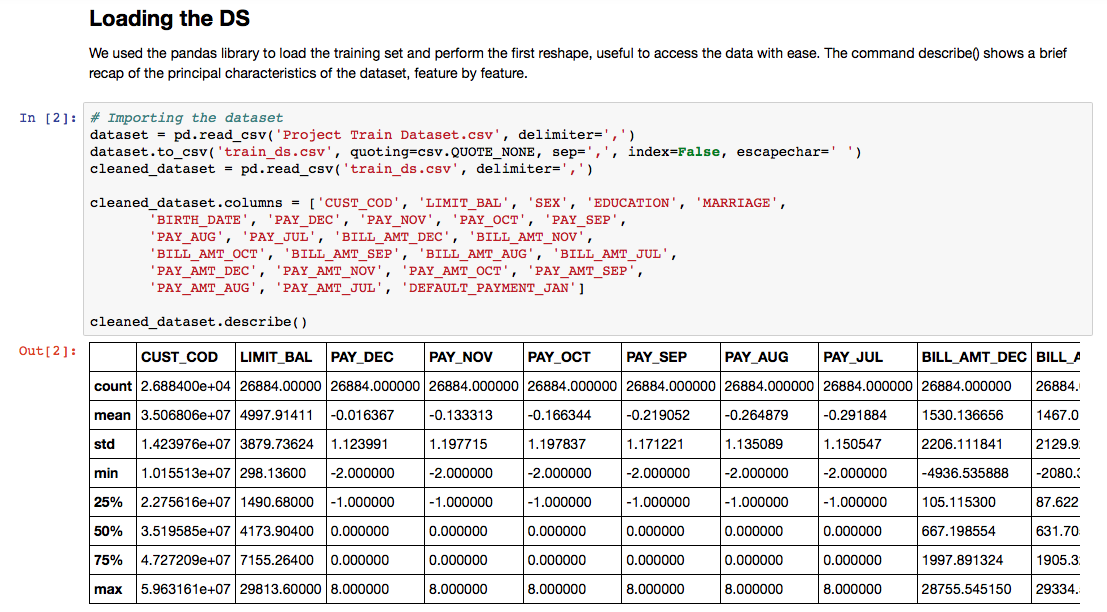 Loading the DS
We used the pandas library to load the training set and perform the first reshape, useful to access the data with ease. The command describe() shows a brief
recap of the principal characteristics of the dataset, feature by feature.
In [2]: # Importing the dataset
dataset = pd.read_csv('Project Train Dataset.csv', delimiter=',')
dataset.to_csv('train_ds.csv', quoting=csv.QUOTE_NONE, sep=',', index=False, escapechar=' ')
cleaned_dataset = pd.read_csv('train_ds.csv', delimiter=',')
cleaned_dataset.columns = ['CUST_COD', 'LIMIT_BAL', 'SEX', 'EDUCATION', 'MARRIAGE',
'BIRTH_DATE', 'PAY_DEC', 'PAY_NOV', 'PAY_OCT', 'PAY_SEP',
'PAY_AUG', 'PAY_JUL', 'BILL_AMT_DEC', 'BILL_AMT_NOV',
'BILL_AMT_OCT', 'BILL_AMT_SEP', 'BILL_AMT_AUG', 'BILL_AMT_JUL',
'PAY_AMT_DEC', 'PAY_AMT_NOV', 'PAY_AMT_OCT', 'PAY_AMT_SEP',
'PAY_AMT_AUG', 'PAY_AMT_JUL', 'DEFAULT_PAYMENT_JAN']
cleaned_dataset.describe()
Out[2]:
CUST_COD LIMIT_BAL PAY_DEC PAY_NOV PAY_OCT PAY_SEP PAY_AUG PAY_JUL BILL_AMT_DEC BILL_A
count 2.688400e+04 26884.00000 26884.000000 26884.000000 26884.000000 26884.000000 26884.000000 26884.000000 26884.000000 26884.
mean 3.506806e+07 4997.91411 -0.016367 -0.133313 -0.166344 -0.219052 -0.264879 -0.291884 1530.136656 1467.0
std 1.423976e+07 3879.73624 1.123991 1.197715 1.197837 1.171221 1.135089 1.150547 2206.111841 2129.9
min 1.015513e+07 298.13600 -2.000000 -2.000000 -2.000000 -2.000000 -2.000000 -2.000000 -4936.535888 -2080.
25% 2.275616e+07 1490.68000 -1.000000 -1.000000 -1.000000 -1.000000 -1.000000 -1.000000 105.115300 87.622
50% 3.519585e+07 4173.90400 0.000000 0.000000 0.000000 0.000000 0.000000 0.000000 667.198554 631.70
75% 4.727209e+07 7155.26400 0.000000 0.000000 0.000000 0.000000 0.000000 0.000000 1997.891324 1905.3
max 5.963161e+07 29813.60000 8.000000 8.000000 8.000000 8.000000 8.000000 8.000000 28755.545150 29334.